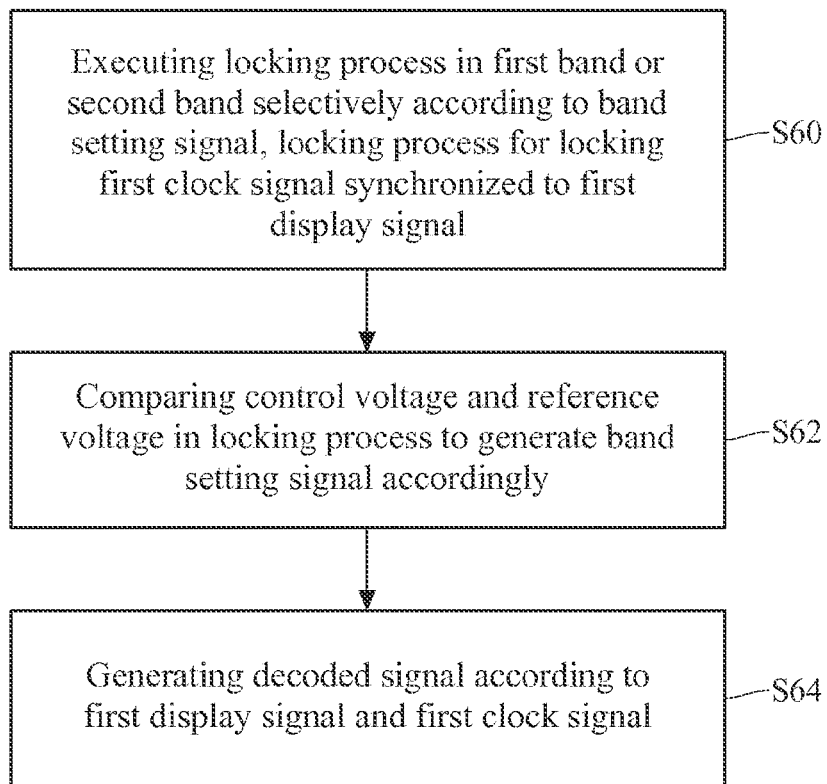 Executing locking process in first band or
second band selectively according to band
setting signal, locking process for locking
first clock signal synchronized to first
display signal
S60
Comparing control voltage and reference
voltage in locking process to generate band
setting signal accordingly
S62
Generating decoded signal according to
first display signal and first clock signal
S64